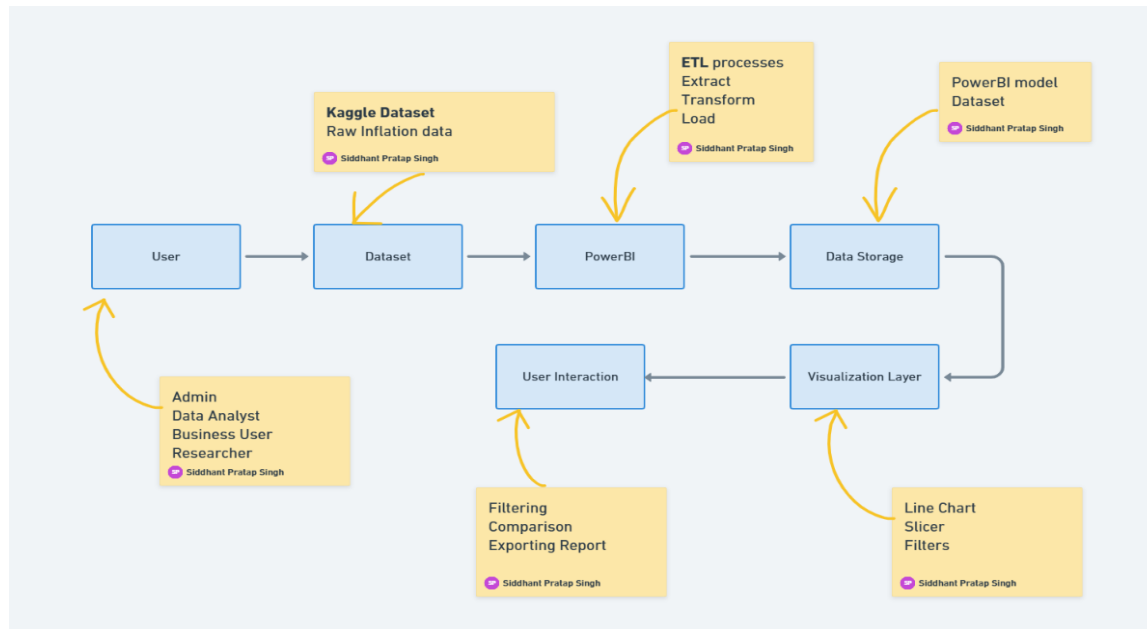 ETL processes
Extract
Transform
Load
SP Siddhant Pratap Singh
PowerBI model
Dataset
SP Siddhant Pratap Singh
Kaggle Dataset
Raw Inflation data
SP Siddhant Pratap Singh
User
Dataset
PowerBI
Data Storage
User Interaction
Visualization Layer
Admin
Data Analyst
Business User
Researcher
SP Siddhant Pratap Singh
Filtering
Comparison
Exporting Report
SP Siddhant Pratap Singh
Line Chart
Slicer
Filters
SP Siddhant Pratap Singh